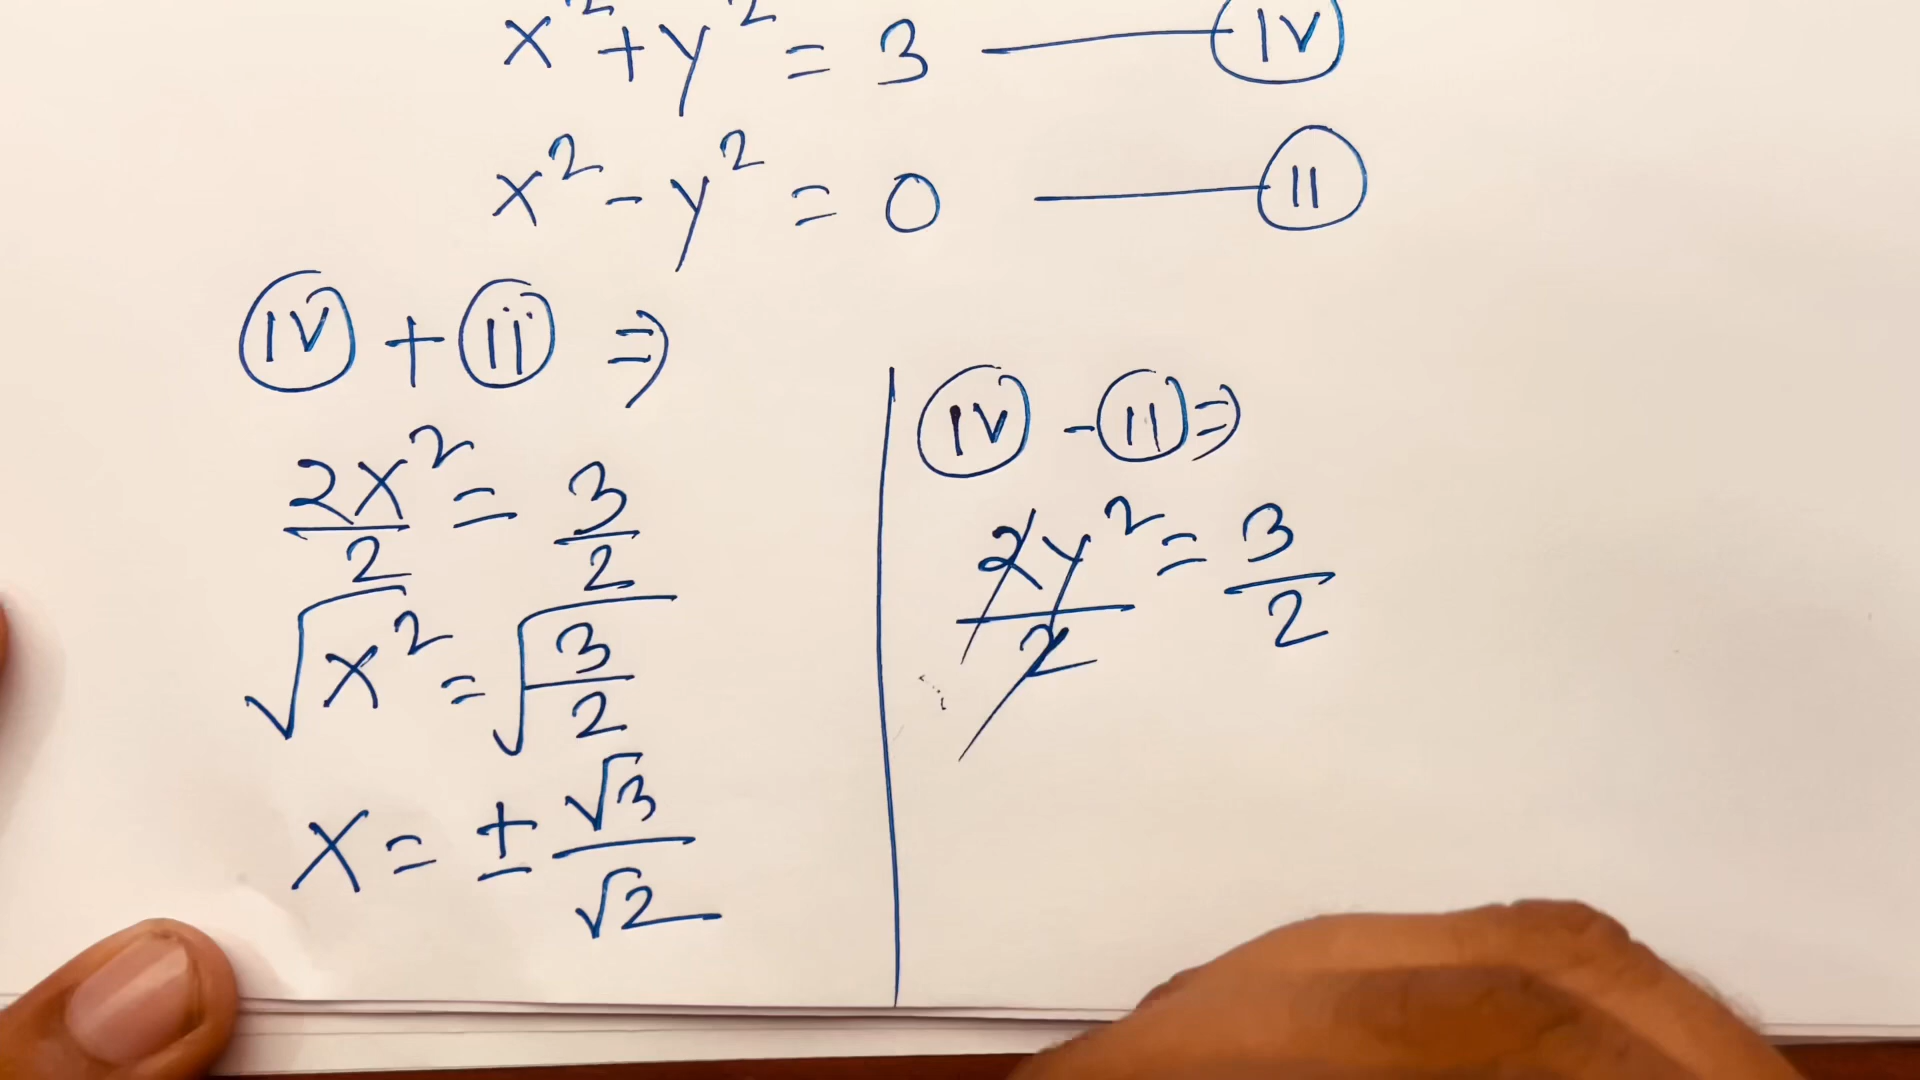 x² + y² = 3 —— IV
x² - y² = 0 —— II
IV + ii ⇒
2x²/2 = 3/2
√x² = √3/2
x = ± √3/√2
IV - II ⇒
2y²/2 = 3/2